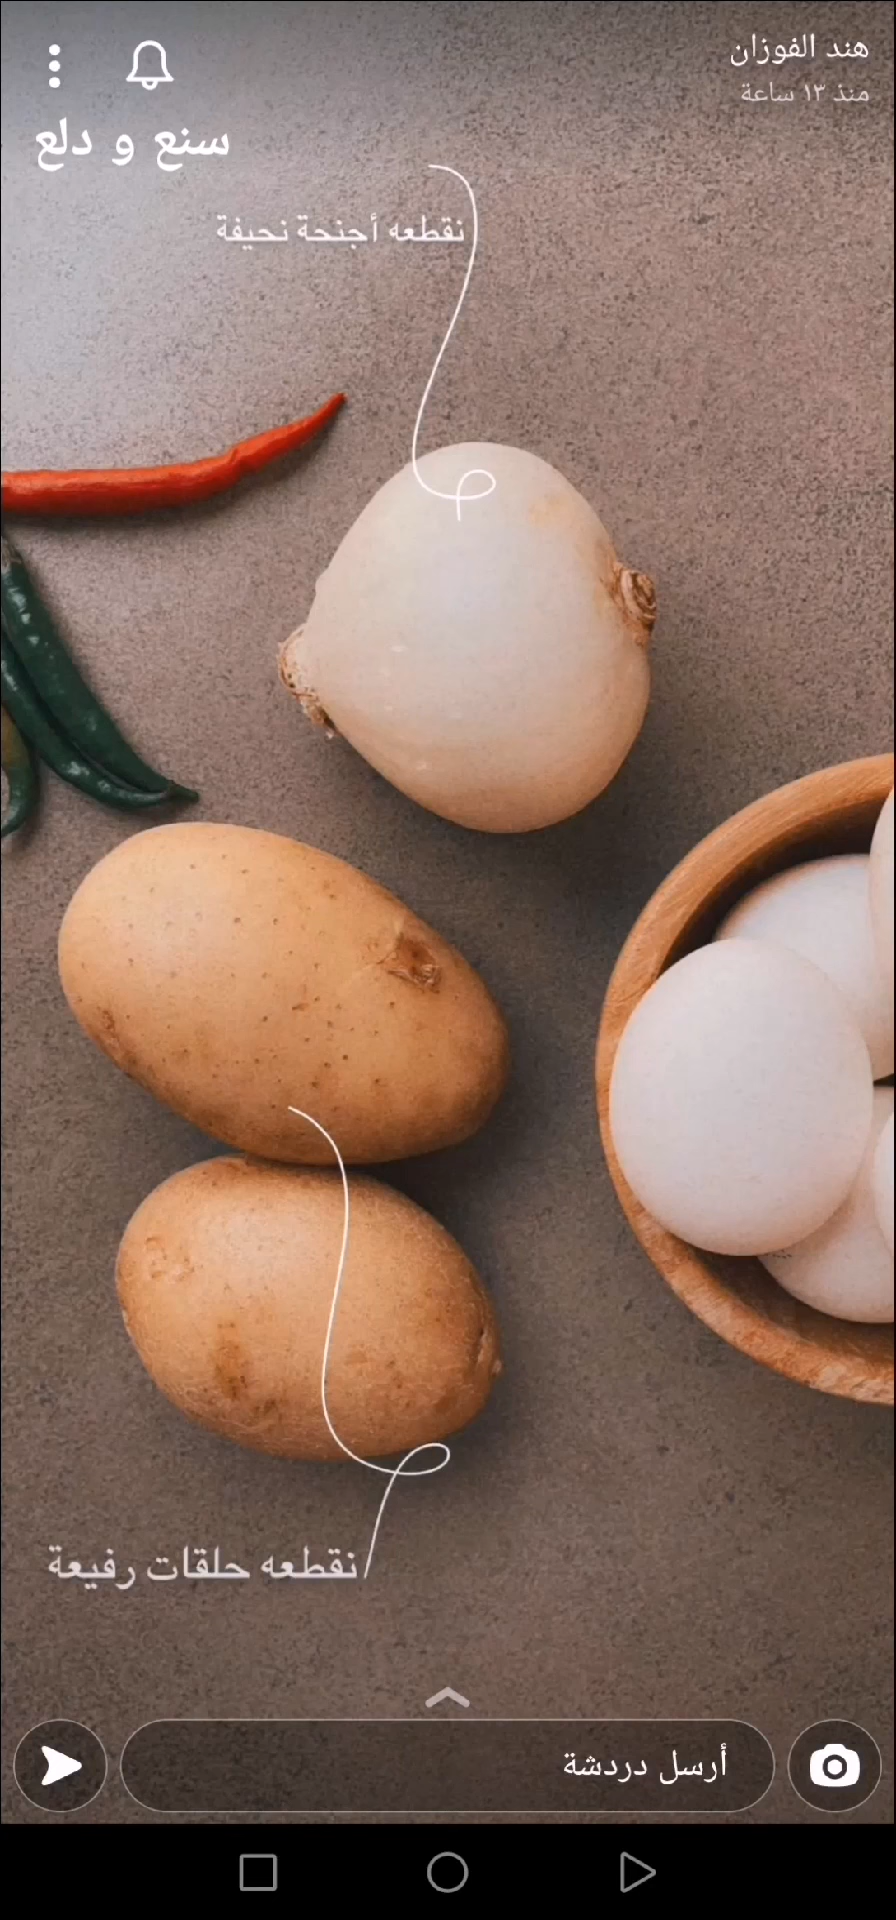 هند الفوزان
منذ ١٣ ساعة
سنع و دلع
نقطعه أجنحة نحيفة
نقطعه حلقات رفيعة
أرسل دردشة